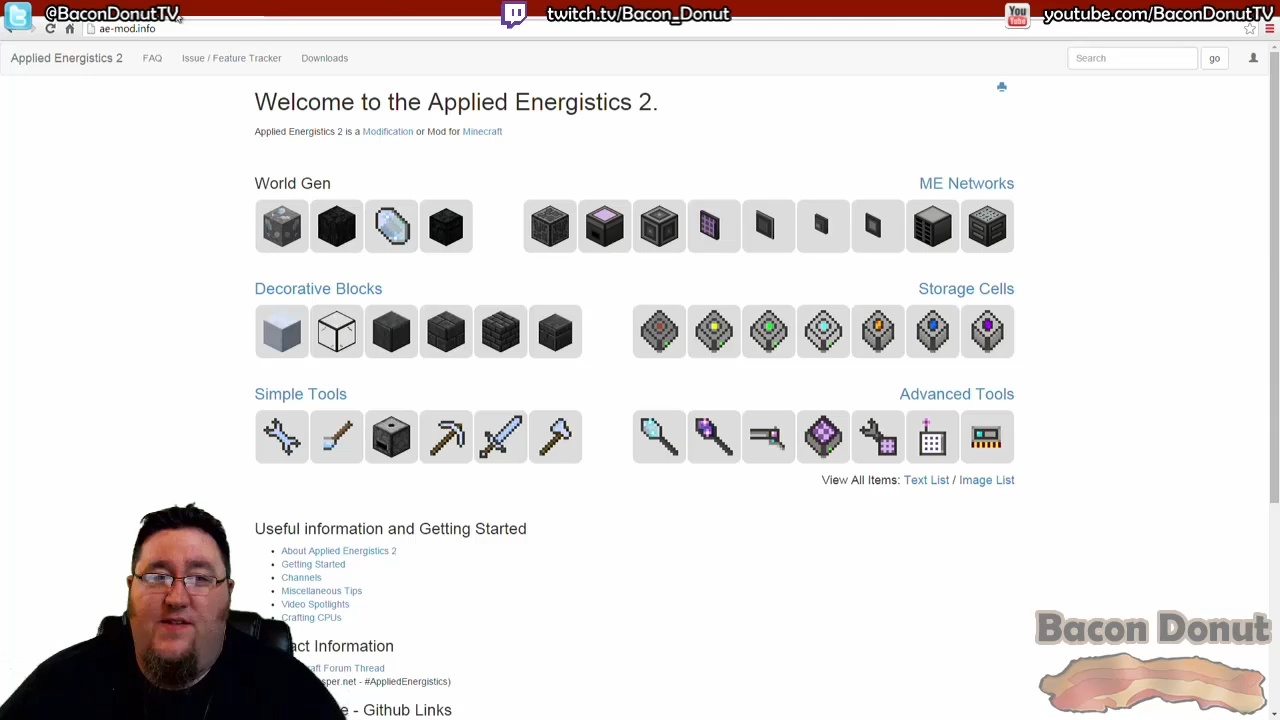 @BaconDonutTV
twitch.tv/Bacon_Donut
You
Tube
youtube.com/BaconDonutTV
ae-mod.info
Applied Energistics 2
FAQ
Issue / Feature Tracker
Downloads
Search
go
Welcome to the Applied Energistics 2.
Applied Energistics 2 is a Modification or Mod for Minecraft
World Gen
ME Networks
Decorative Blocks
Storage Cells
Simple Tools
Advanced Tools
View All Items: Text List / Image List
Useful information and Getting Started
About Applied Energistics 2
Getting Started
Channels
Miscellaneous Tips
Video Spotlights
Crafting CPUs
Information
Forum Thread
#AppliedEnergistics)
- Github Links
Bacon Donut